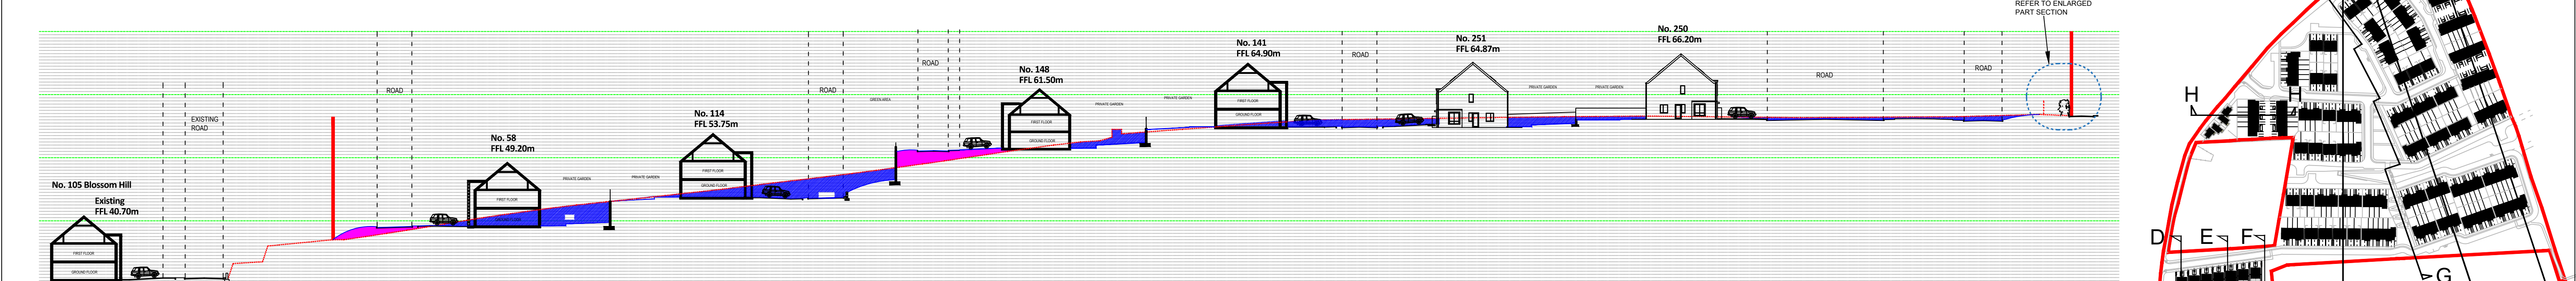 REFER TO ENLARGED
PART SECTION
No. 250
FFL 66.20m
No. 251
FFL 64.87m
No. 141
FFL 64.90m
ROAD
ROAD
ROAD
ROAD
No. 148
FFL 61.50m
PRIVATE GARDEN
PRIVATE GARDEN
PRIVATE GARDEN
PRIVATE GARDEN
GREEN AREA
ROAD
ROAD
FIRST FLOOR
GROUND FLOOR
FIRST FLOOR
GROUND FLOOR
No. 114
FFL 53.75m
EXISTING
ROAD
No. 58
FFL 49.20m
PRIVATE GARDEN
PRIVATE GARDEN
FIRST FLOOR
GROUND FLOOR
No. 105 Blossom Hill
Existing
FFL 40.70m
FIRST FLOOR
GROUND FLOOR
FIRST FLOOR
GROUND FLOOR
H
H
D
E
F
G